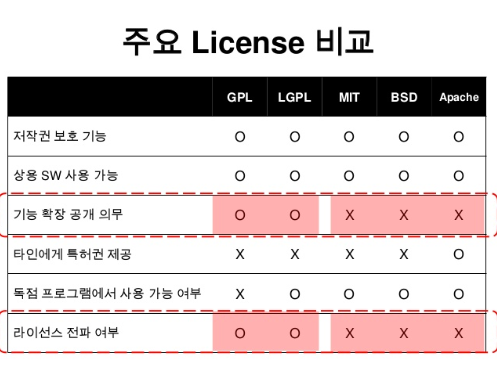 주요 License 비교
GPL LGPL MIT BSD Apache
저작권 보호 기능 O O O O O
상용 SW 사용 가능 O O O O O
기능 확장 공개 의무 O O X X X
타인에게 특허권 제공 X X X X O
독점 프로그램에서 사용 가능 여부 X O O O O
라이선스 전파 여부 O O X X X